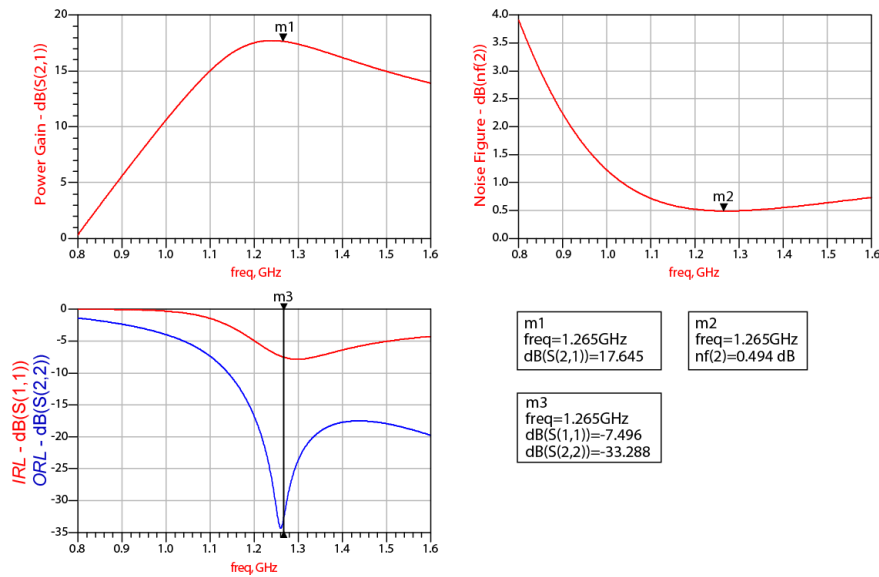 20
15
10
5
0
Power Gain - dB(S(2,1))
m1
0.8 0.9 1.0 1.1 1.2 1.3 1.4 1.5 1.6
freq, GHz
4.0
3.5
3.0
2.5
2.0
1.5
1.0
0.5
0.0
Noise Figure - dB(nf(2)
m2
0.8 0.9 1.0 1.1 1.2 1.3 1.4 1.5 1.6
freq, GHz
0
-5
-10
-15
-20
-25
-30
-35
IRL - dB(S(1,1))
ORL - dB(S(2,2))
m3
0.8 0.9 1.0 1.1 1.2 1.3 1.4 1.5 1.6
freq, GHz
m1
freq=1.265GHz
dB(S(2,1))=17.645
m2
freq=1.265GHz
nf(2)=0.494 dB
m3
freq=1.265GHz
dB(S(1,1))=-7.496
dB(S(2,2))=-33.288